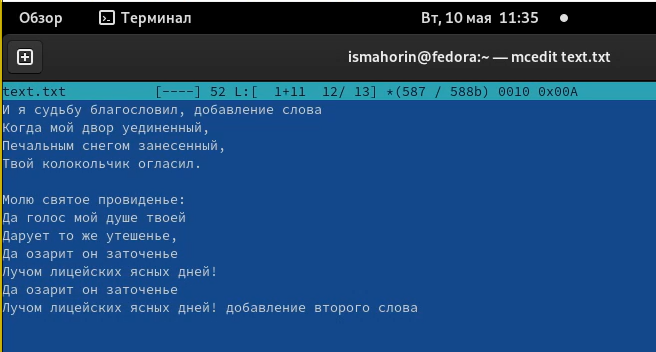 Обзор Терминал Вт, 10 мая 11:35
ismahorin@fedora:~ — mcedit text.txt
text.txt [----] 52 L:[ 1+11 12/ 13] *(587 / 588b) 0010 0x00A
И я судьбу благословил, добавление слова
Когда мой двор уединенный,
Печальным снегом занесенный,
Твой колокольчик огласил.
Молю святое провиденье:
Да голос мой душе твоей
Дарует то же утешенье,
Да озарит он заточенье
Лучом лицейских ясных дней!
Да озарит он заточенье
Лучом лицейских ясных дней! добавление второго слова